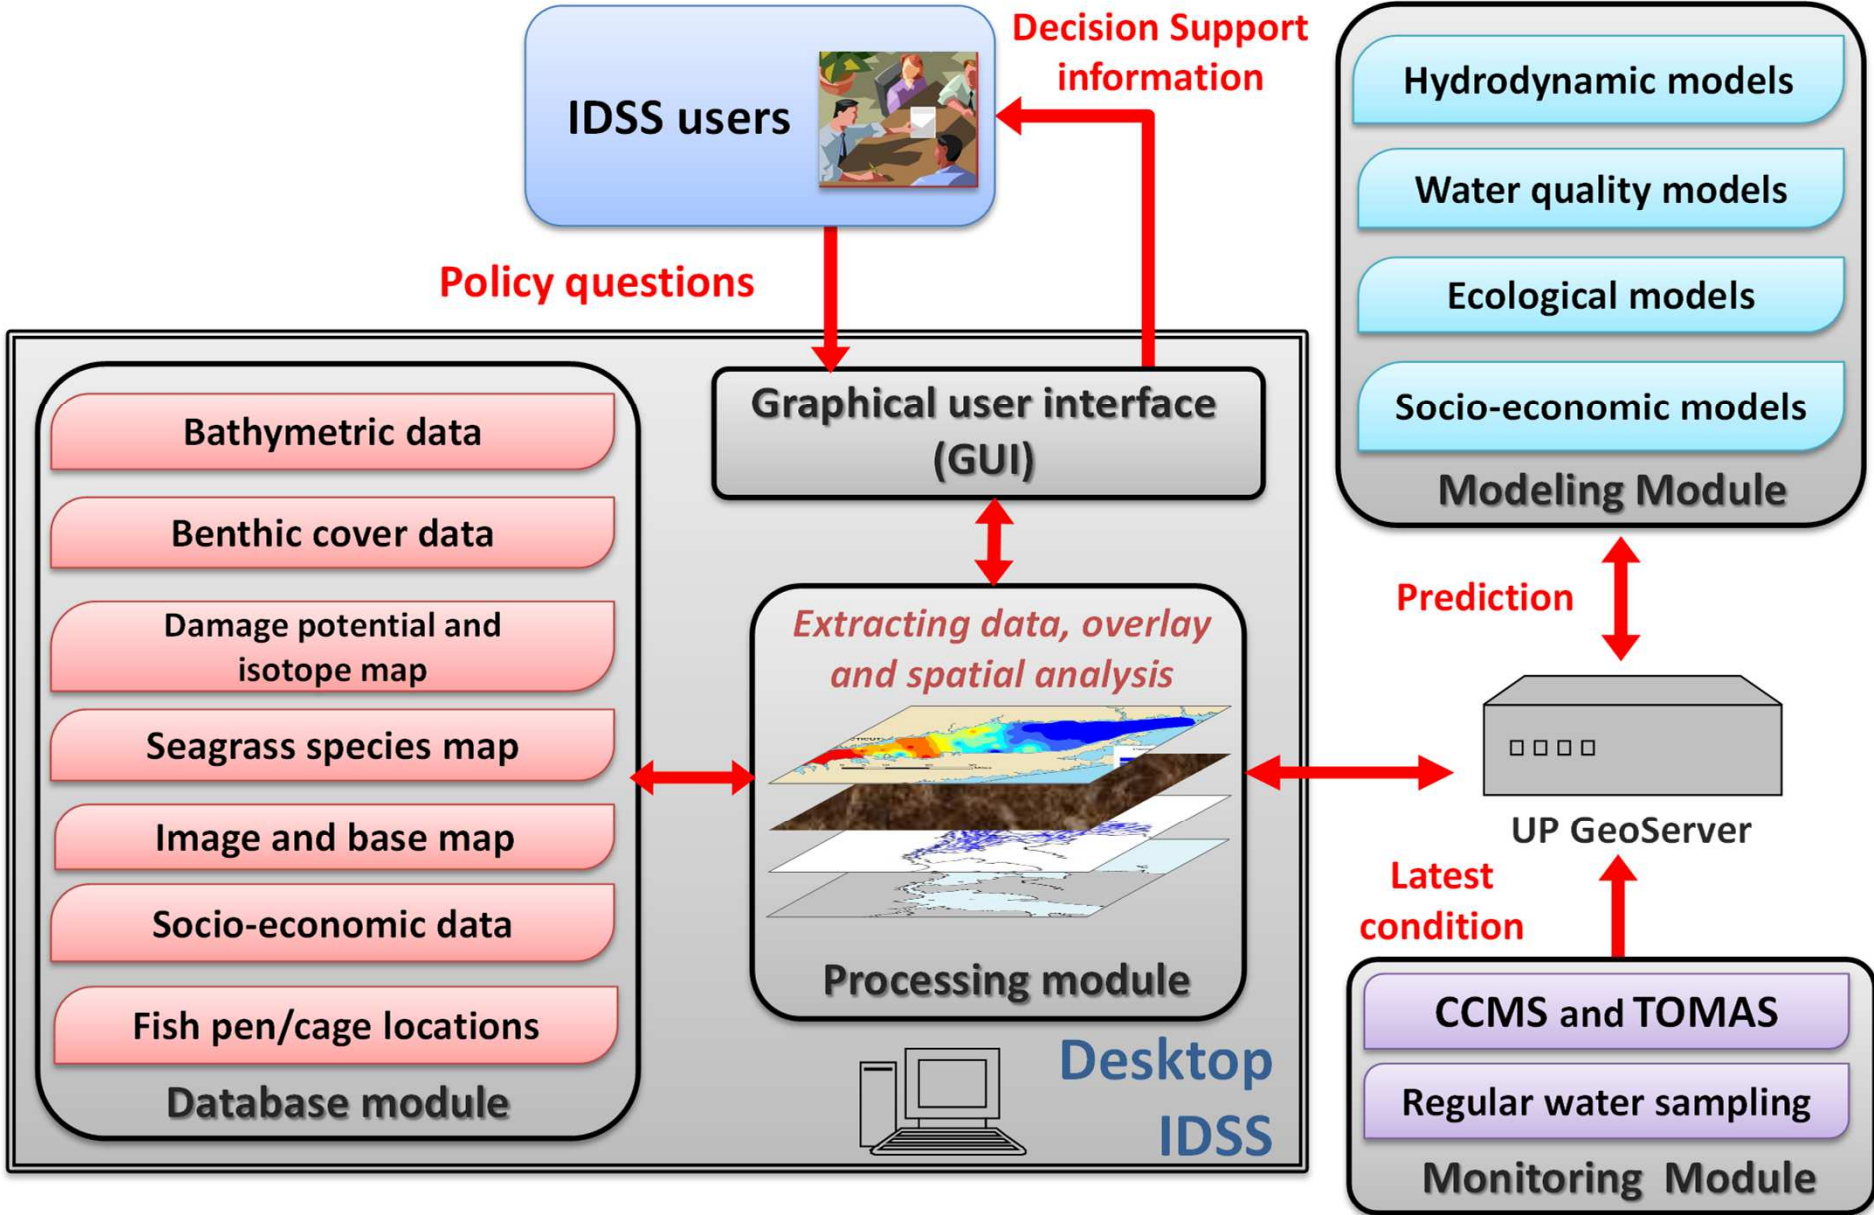 IDSS users
Decision Support
information
Policy questions
Hydrodynamic models
Water quality models
Ecological models
Socio-economic models
Modeling Module
Bathymetric data
Benthic cover data
Damage potential and
isotope map
Seagrass species map
Image and base map
Socio-economic data
Fish pen/cage locations
Database module
Graphical user interface
(GUI)
Extracting data, overlay
and spatial analysis
Processing module
Desktop
IDSS
Prediction
UP GeoServer
Latest
condition
CCMS and TOMAS
Regular water sampling
Monitoring Module